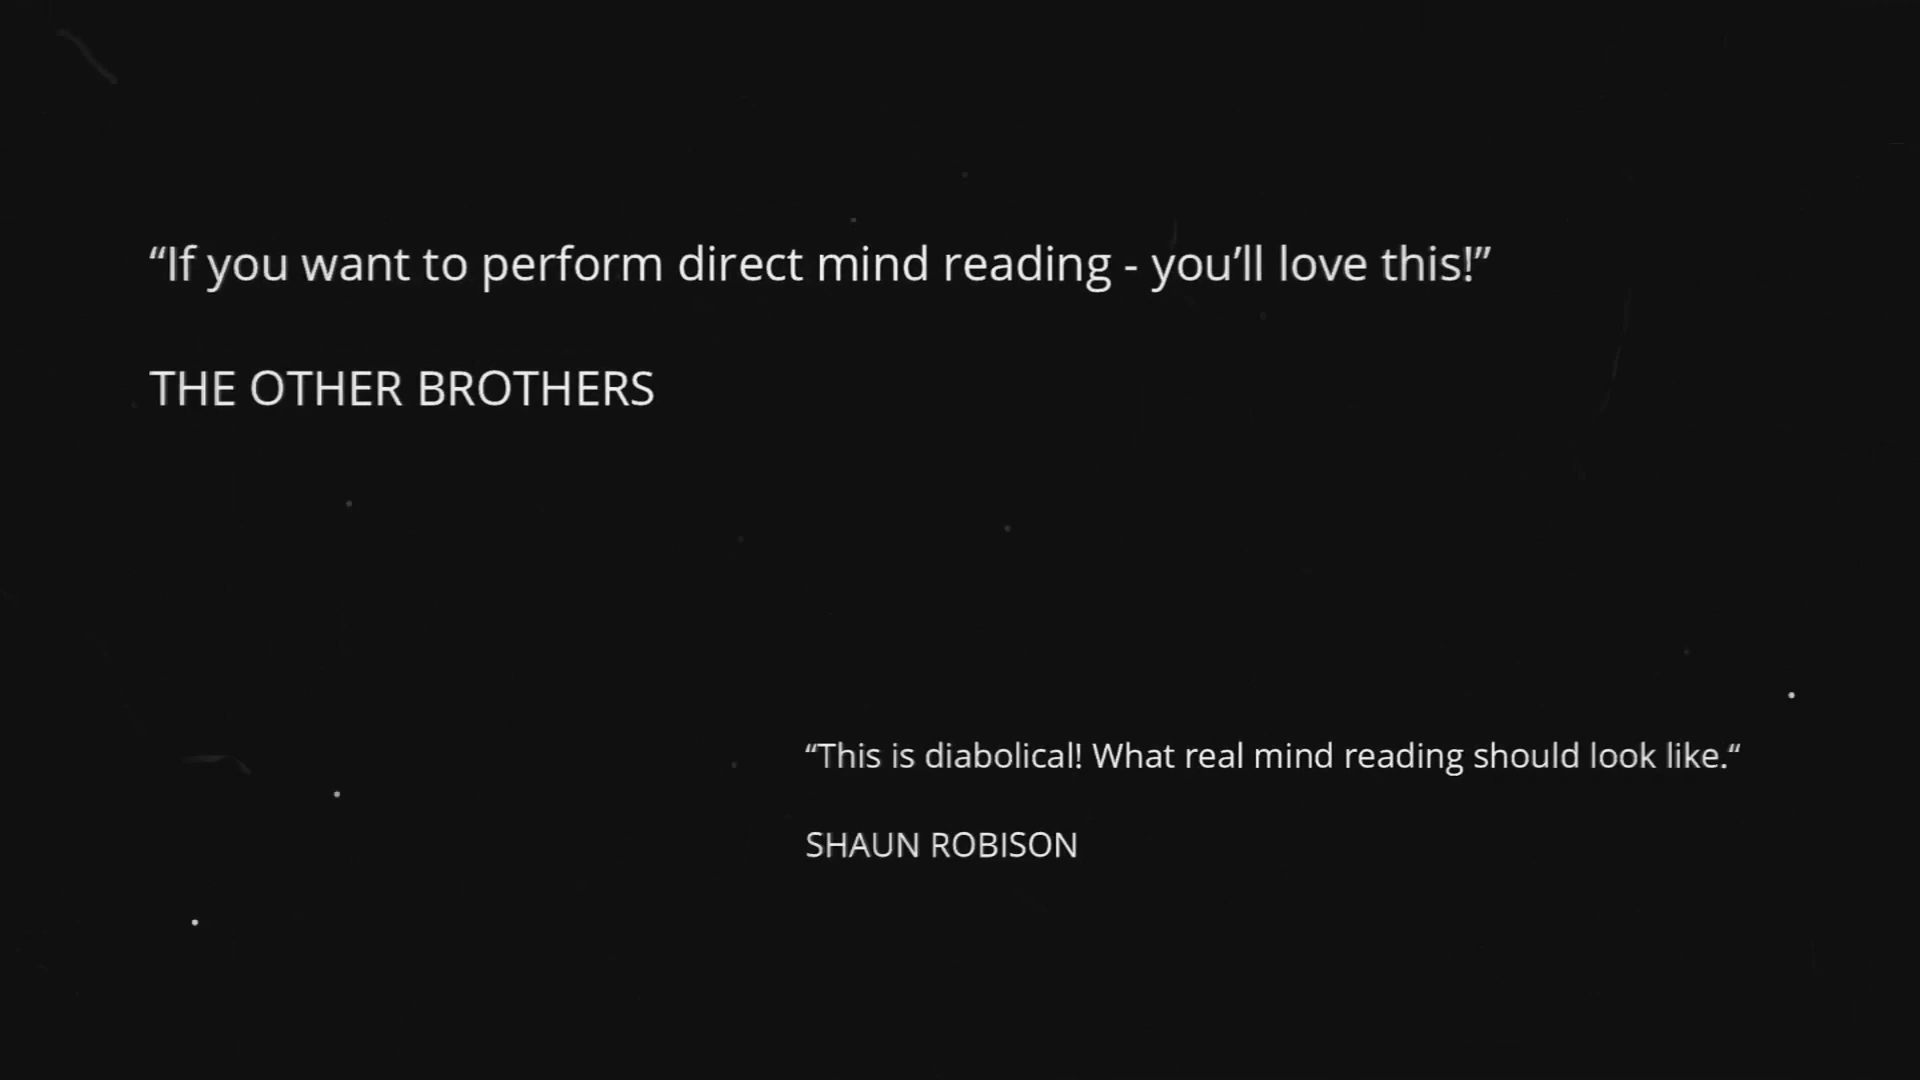 “If you want to perform direct mind reading - you’ll love this!”
THE OTHER BROTHERS
“This is diabolical! What real mind reading should look like.“
SHAUN ROBISON